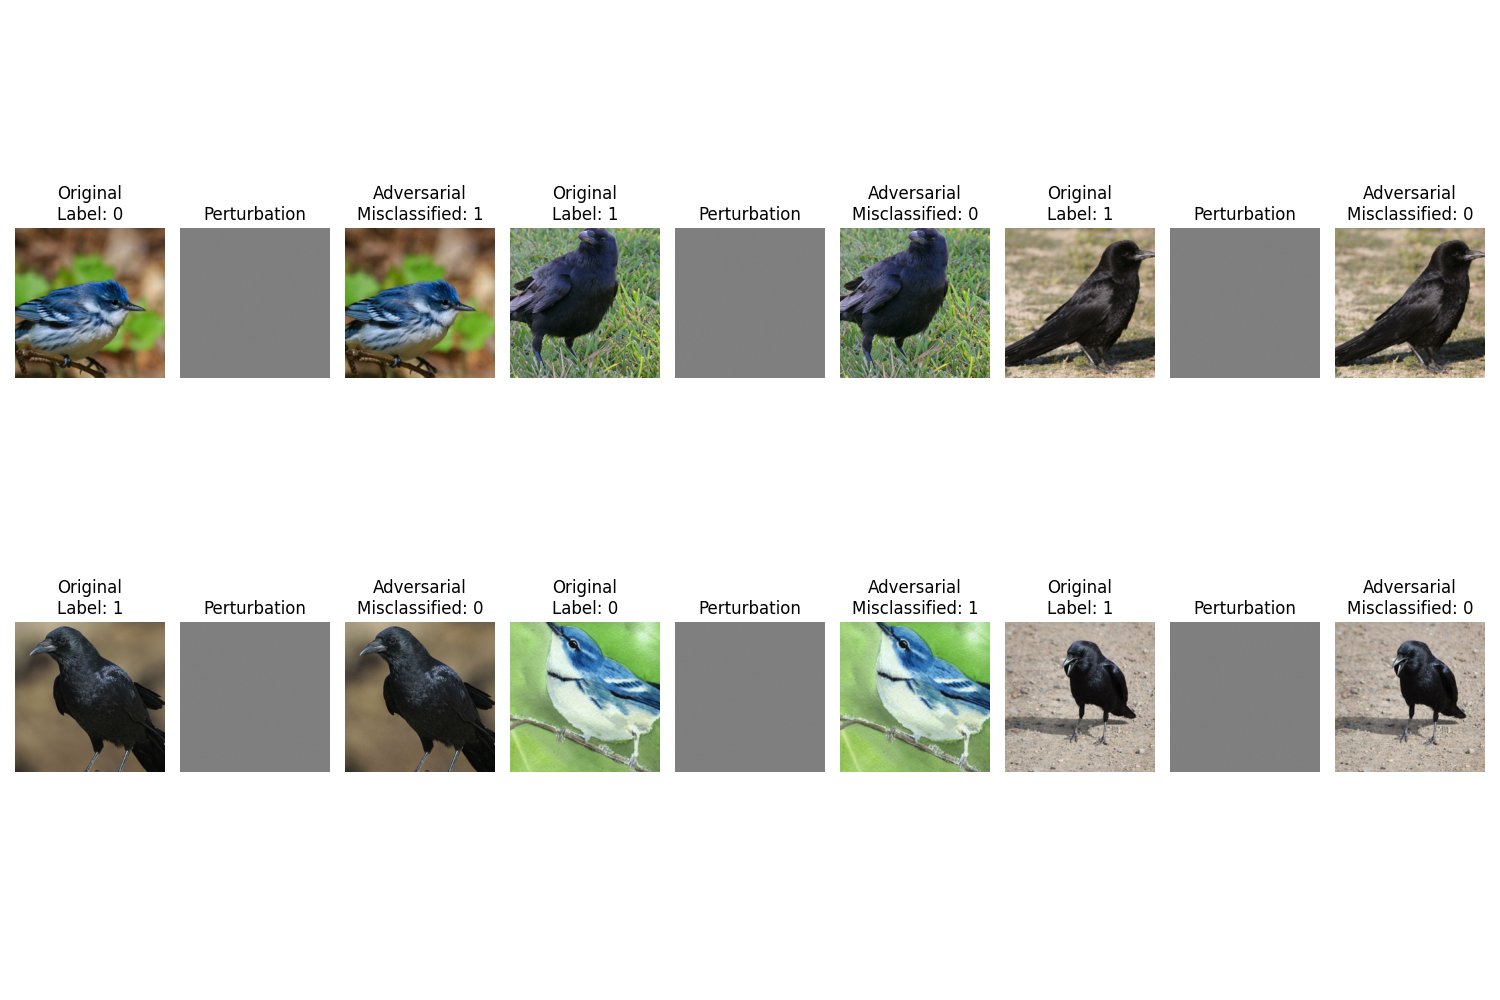 Original
Label: 0
Perturbation
Adversarial
Misclassified: 1
Original
Label: 1
Perturbation
Adversarial
Misclassified: 0
Original
Label: 1
Perturbation
Adversarial
Misclassified: 0
Original
Label: 1
Perturbation
Adversarial
Misclassified: 0
Original
Label: 0
Perturbation
Adversarial
Misclassified: 1
Original
Label: 1
Perturbation
Adversarial
Misclassified: 0